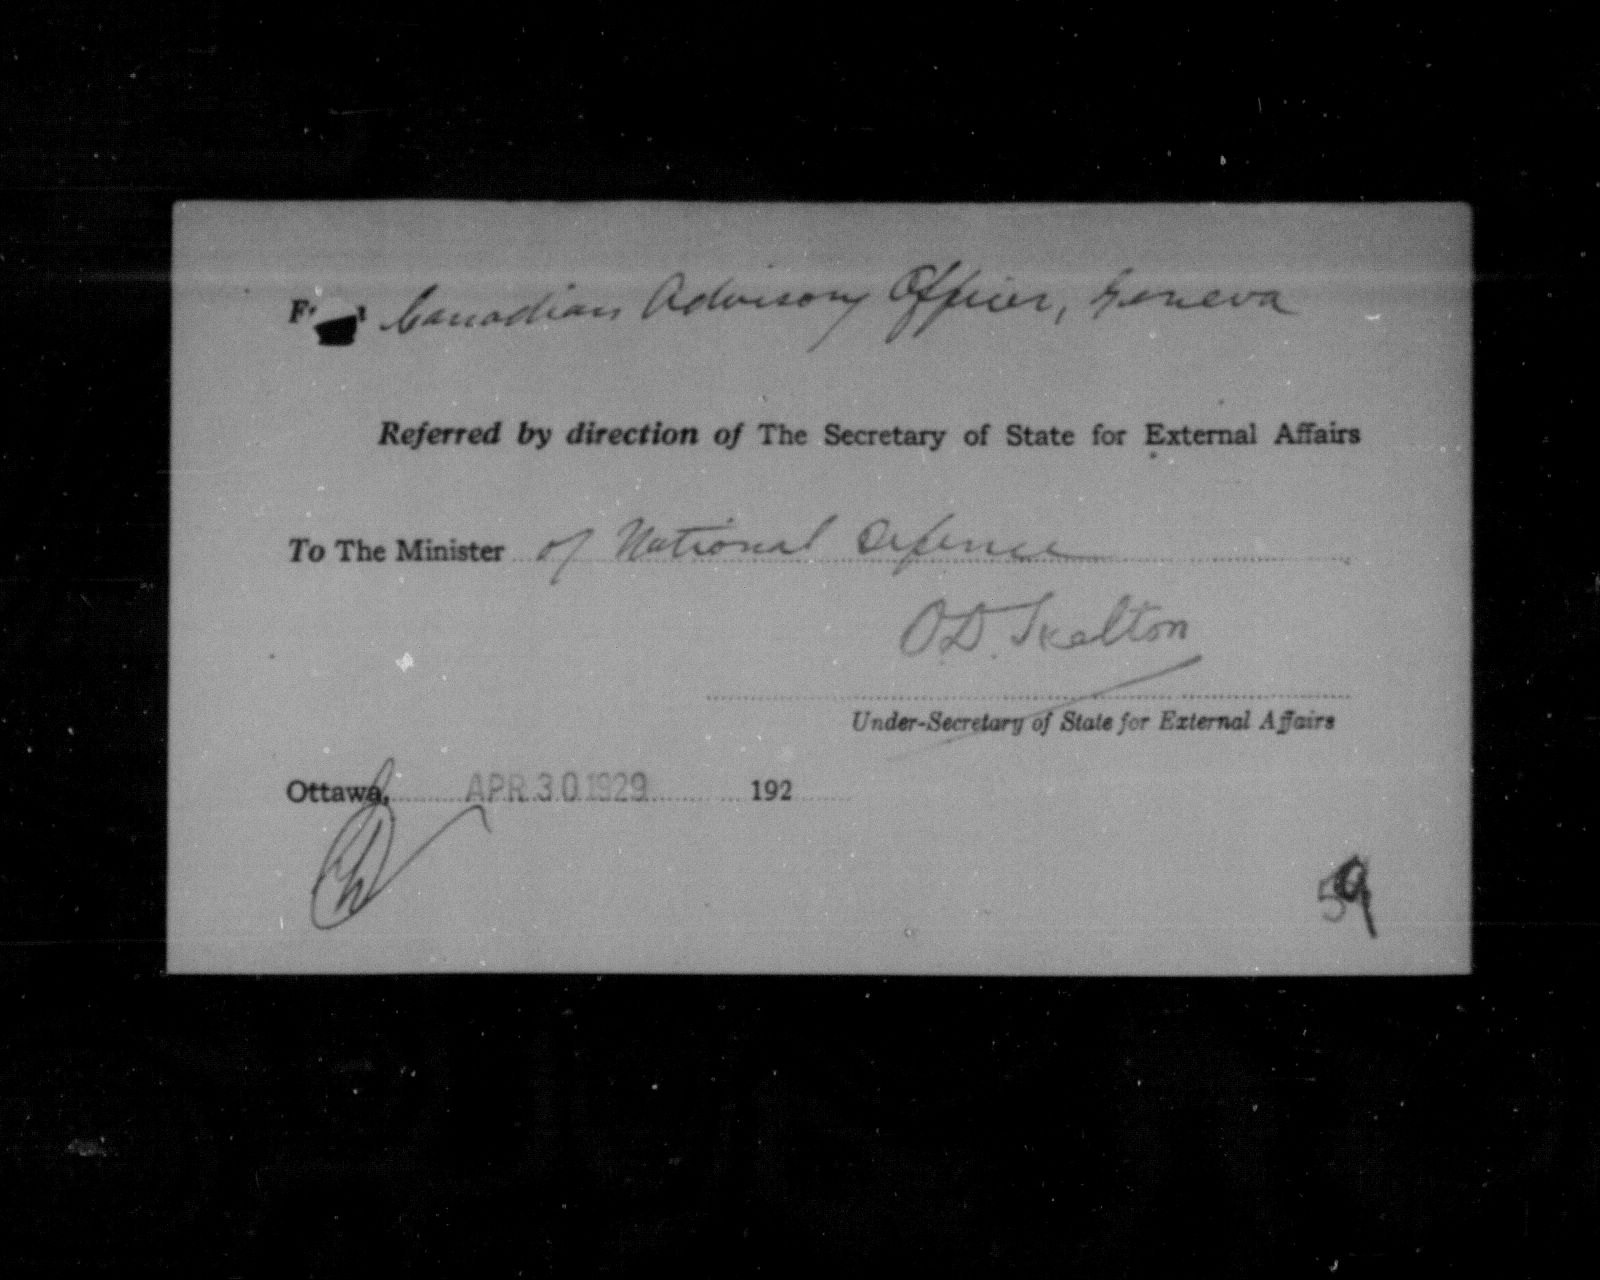 Canadian Advisory Officer, Geneva
Referred by direction of The Secretary of State for External Affairs
To The Minister of National Defence
O.D. Skelton
Under-Secretary of State for External Affairs
Ottawa, APR 30 1929 192
59